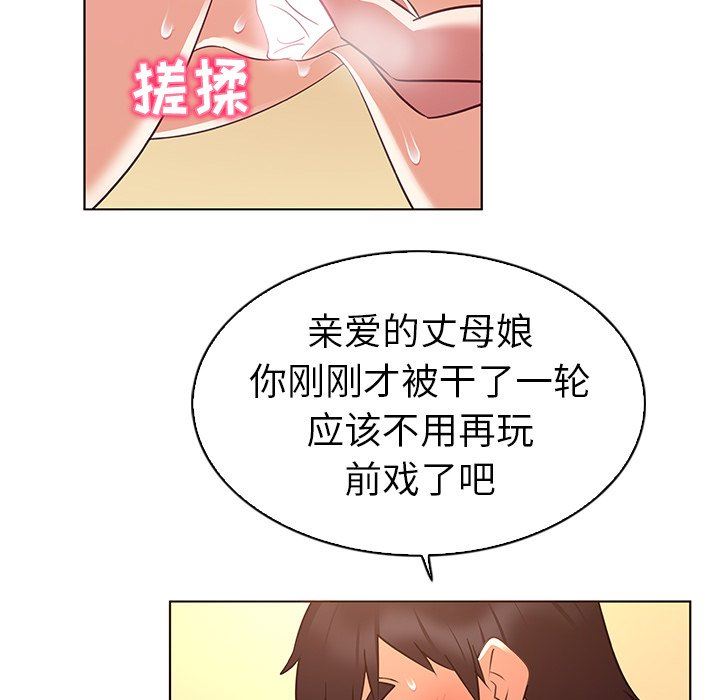 搓揉
亲爱的丈母娘
你刚刚才被干了一轮
应该不用再玩
前戏了吧